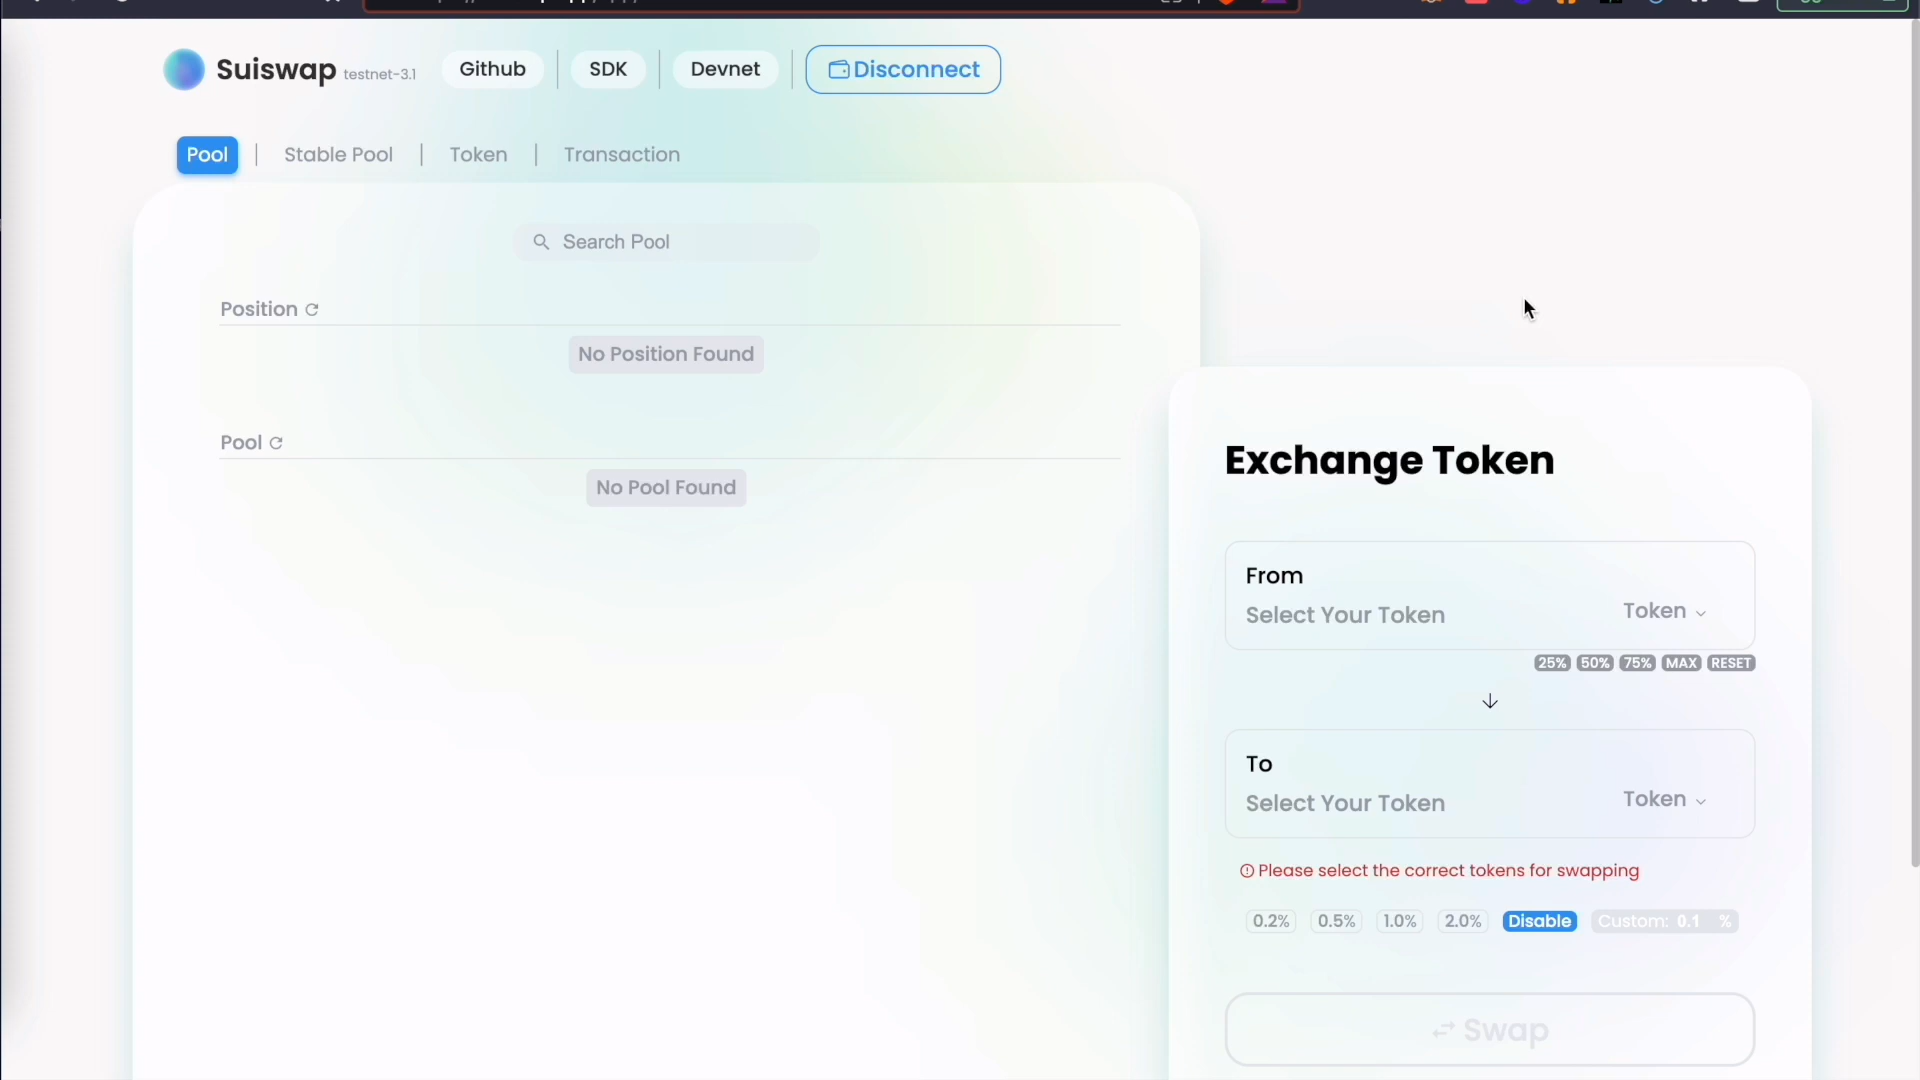 Suiswap testnet-3.1 Github SDK Devnet Disconnect
Pool Stable Pool Token Transaction
Search Pool
Position
No Position Found
Pool
No Pool Found
Exchange Token
From
Select Your Token Token
25% 50% 75% MAX RESET
To
Select Your Token Token
Please select the correct tokens for swapping
0.2% 0.5% 1.0% 2.0% Disable Custom: 0.1 %
Swap